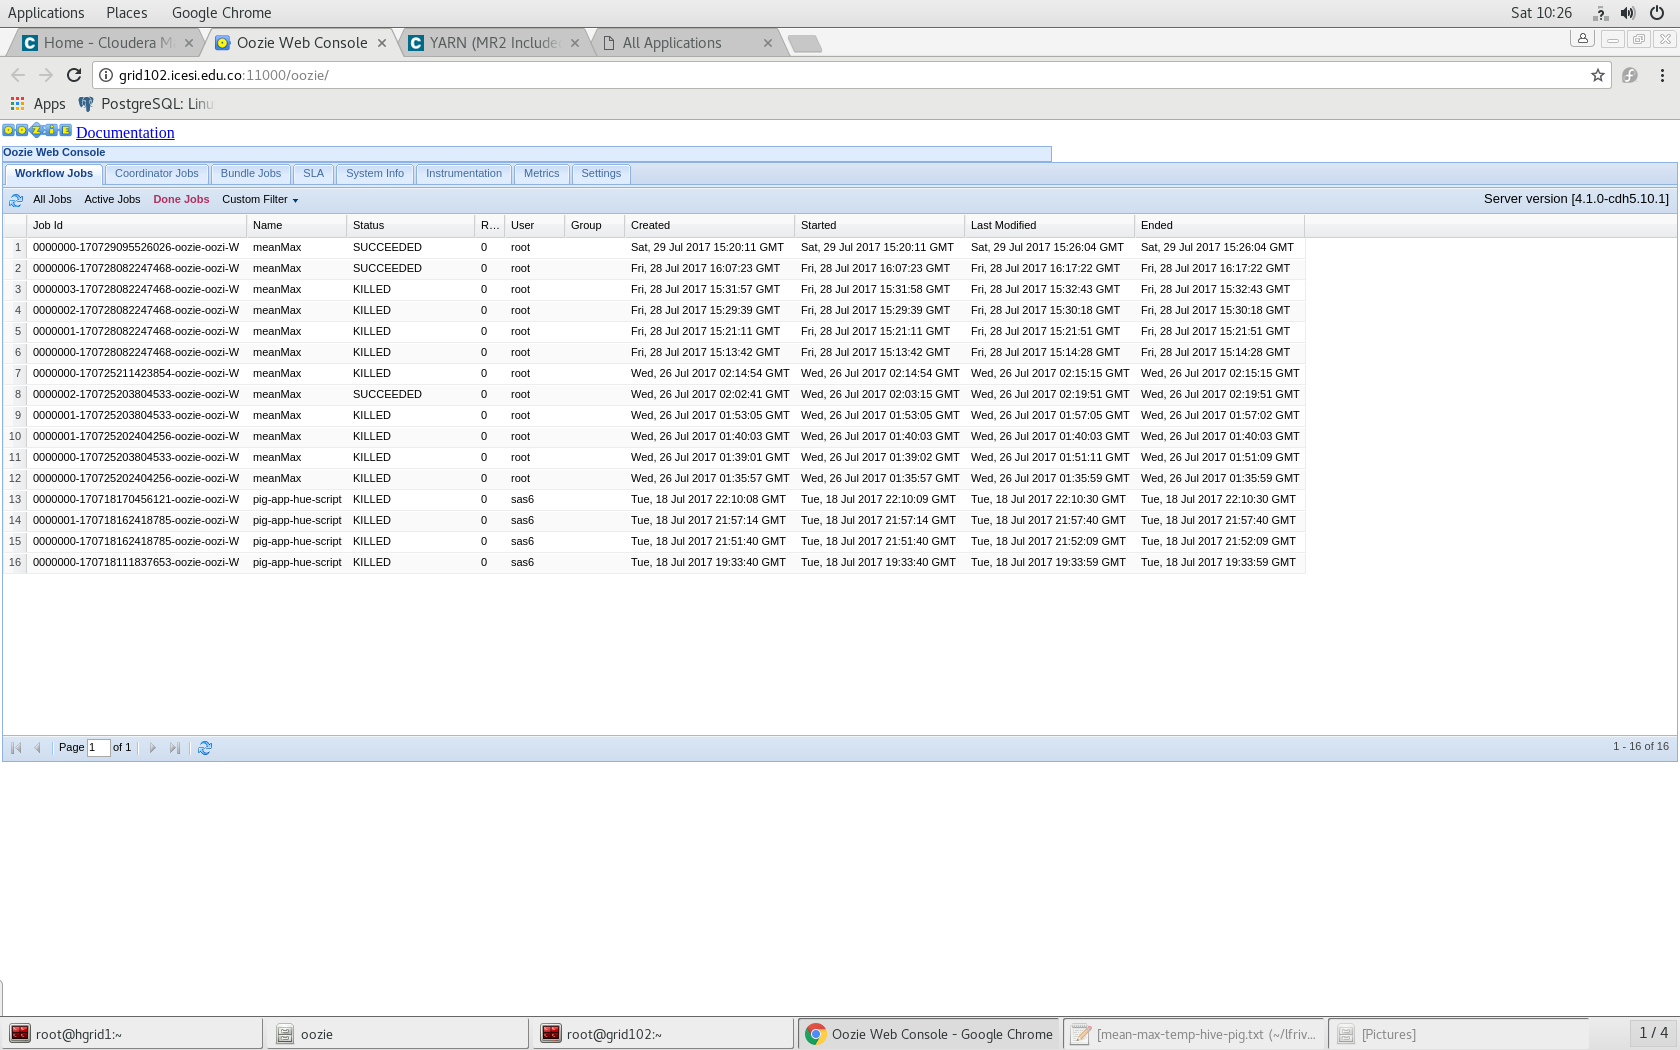 Applications Places Google Chrome Sat 10:26
Home - Cloudera M Oozie Web Console YARN (MR2 Include All Applications
grid102.icesi.edu.co:11000/oozie/
Apps PostgreSQL: Linu
OOZIE Documentation
Oozie Web Console
Workflow Jobs Coordinator Jobs Bundle Jobs SLA System Info Instrumentation Metrics Settings
All Jobs Active Jobs Done Jobs Custom Filter Server version [4.1.0-cdh5.10.1]
Job Id Name Status R... User Group Created Started Last Modified Ended
1 0000000-170729095526026-oozie-oozi-W meanMax SUCCEEDED 0 root Sat, 29 Jul 2017 15:20:11 GMT Sat, 29 Jul 2017 15:20:11 GMT Sat, 29 Jul 2017 15:26:04 GMT Sat, 29 Jul 2017 15:26:04 GMT
2 0000006-170728082247468-oozie-oozi-W meanMax SUCCEEDED 0 root Fri, 28 Jul 2017 16:07:23 GMT Fri, 28 Jul 2017 16:07:23 GMT Fri, 28 Jul 2017 16:17:22 GMT Fri, 28 Jul 2017 16:17:22 GMT
3 0000003-170728082247468-oozie-oozi-W meanMax KILLED 0 root Fri, 28 Jul 2017 15:31:57 GMT Fri, 28 Jul 2017 15:31:58 GMT Fri, 28 Jul 2017 15:32:43 GMT Fri, 28 Jul 2017 15:32:43 GMT
4 0000002-170728082247468-oozie-oozi-W meanMax KILLED 0 root Fri, 28 Jul 2017 15:29:39 GMT Fri, 28 Jul 2017 15:29:39 GMT Fri, 28 Jul 2017 15:30:18 GMT Fri, 28 Jul 2017 15:30:18 GMT
5 0000001-170728082247468-oozie-oozi-W meanMax KILLED 0 root Fri, 28 Jul 2017 15:21:11 GMT Fri, 28 Jul 2017 15:21:11 GMT Fri, 28 Jul 2017 15:21:51 GMT Fri, 28 Jul 2017 15:21:51 GMT
6 0000000-170728082247468-oozie-oozi-W meanMax KILLED 0 root Fri, 28 Jul 2017 15:13:42 GMT Fri, 28 Jul 2017 15:13:42 GMT Fri, 28 Jul 2017 15:14:28 GMT Fri, 28 Jul 2017 15:14:28 GMT
7 0000000-170725211423854-oozie-oozi-W meanMax KILLED 0 root Wed, 26 Jul 2017 02:14:54 GMT Wed, 26 Jul 2017 02:14:54 GMT Wed, 26 Jul 2017 02:15:15 GMT Wed, 26 Jul 2017 02:15:15 GMT
8 0000002-170725203804533-oozie-oozi-W meanMax SUCCEEDED 0 root Wed, 26 Jul 2017 02:02:41 GMT Wed, 26 Jul 2017 02:03:15 GMT Wed, 26 Jul 2017 02:19:51 GMT Wed, 26 Jul 2017 02:19:51 GMT
9 0000001-170725203804533-oozie-oozi-W meanMax KILLED 0 root Wed, 26 Jul 2017 01:53:05 GMT Wed, 26 Jul 2017 01:53:05 GMT Wed, 26 Jul 2017 01:57:05 GMT Wed, 26 Jul 2017 01:57:02 GMT
10 0000001-170725202404256-oozie-oozi-W meanMax KILLED 0 root Wed, 26 Jul 2017 01:40:03 GMT Wed, 26 Jul 2017 01:40:03 GMT Wed, 26 Jul 2017 01:40:03 GMT Wed, 26 Jul 2017 01:40:03 GMT
11 0000000-170725203804533-oozie-oozi-W meanMax KILLED 0 root Wed, 26 Jul 2017 01:39:01 GMT Wed, 26 Jul 2017 01:39:02 GMT Wed, 26 Jul 2017 01:51:11 GMT Wed, 26 Jul 2017 01:51:09 GMT
12 0000000-170725202404256-oozie-oozi-W meanMax KILLED 0 root Wed, 26 Jul 2017 01:35:57 GMT Wed, 26 Jul 2017 01:35:57 GMT Wed, 26 Jul 2017 01:35:59 GMT Wed, 26 Jul 2017 01:35:59 GMT
13 0000000-170718170456121-oozie-oozi-W pig-app-hue-script KILLED 0 sas6 Tue, 18 Jul 2017 22:10:08 GMT Tue, 18 Jul 2017 22:10:09 GMT Tue, 18 Jul 2017 22:10:30 GMT Tue, 18 Jul 2017 22:10:30 GMT
14 0000001-170718162418785-oozie-oozi-W pig-app-hue-script KILLED 0 sas6 Tue, 18 Jul 2017 21:57:14 GMT Tue, 18 Jul 2017 21:57:14 GMT Tue, 18 Jul 2017 21:57:40 GMT Tue, 18 Jul 2017 21:57:40 GMT
15 0000000-170718162418785-oozie-oozi-W pig-app-hue-script KILLED 0 sas6 Tue, 18 Jul 2017 21:51:40 GMT Tue, 18 Jul 2017 21:51:40 GMT Tue, 18 Jul 2017 21:52:09 GMT Tue, 18 Jul 2017 21:52:09 GMT
16 0000000-170718111837653-oozie-oozi-W pig-app-hue-script KILLED 0 sas6 Tue, 18 Jul 2017 19:33:40 GMT Tue, 18 Jul 2017 19:33:40 GMT Tue, 18 Jul 2017 19:33:59 GMT Tue, 18 Jul 2017 19:33:59 GMT
Page 1 of 1 1 - 16 of 16
root@hgrid1:~ oozie root@grid102:~ Oozie Web Console - Google Chrome [mean-max-temp-hive-pig.txt (~/lfriv... [Pictures] 1 / 4